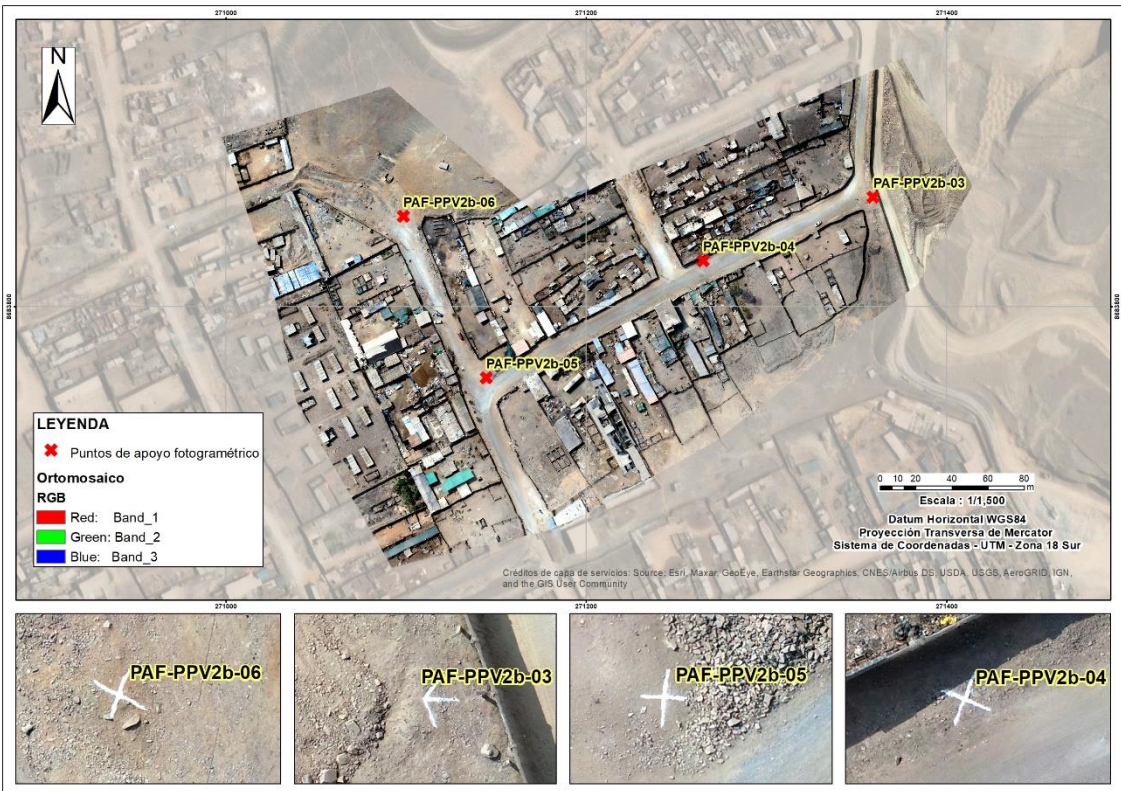 271000
271200
271400
N
PAF-PPV2b-03
PAF-PPV2b-06
PAF-PPV2b-04
8683800
8683800
PAF-PPV2b-05
LEYENDA
Puntos de apoyo fotogramétrico
Ortomosaico
RGB
Red: Band_1
Green: Band_2
Blue: Band_3
0 10 20 40 60 80
m
Escala : 1/1,500
Datum Horizontal WGS84
Proyección Transversa de Mercator
Sistema de Coordenadas - UTM - Zona 18 Sur
Créditos de capa de servicios: Source: Esri, Maxar, GeoEye, Earthstar Geographics, CNES/Airbus DS, USDA, USGS, AeroGRID, IGN,
and the GIS User Community
271000
271200
271400
PAF-PPV2b-06
PAF-PPV2b-03
PAF-PPV2b-05
PAF-PPV2b-04